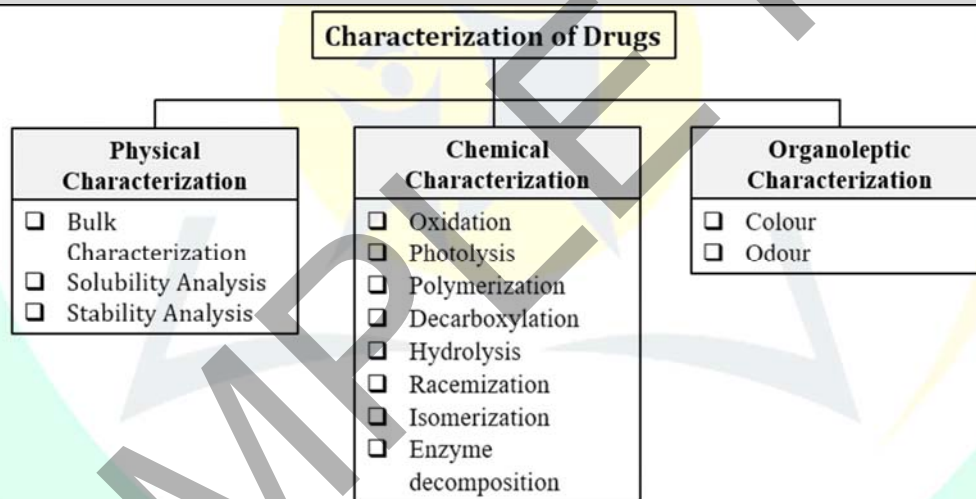 Characterization of Drugs
Physical
Characterization
❑ Bulk
Characterization
❑ Solubility Analysis
❑ Stability Analysis
Chemical
Characterization
❑ Oxidation
❑ Photolysis
❑ Polymerization
❑ Decarboxylation
❑ Hydrolysis
❑ Racemization
❑ Isomerization
❑ Enzyme
decomposition
Organoleptic
Characterization
❑ Colour
❑ Odour
MPLE